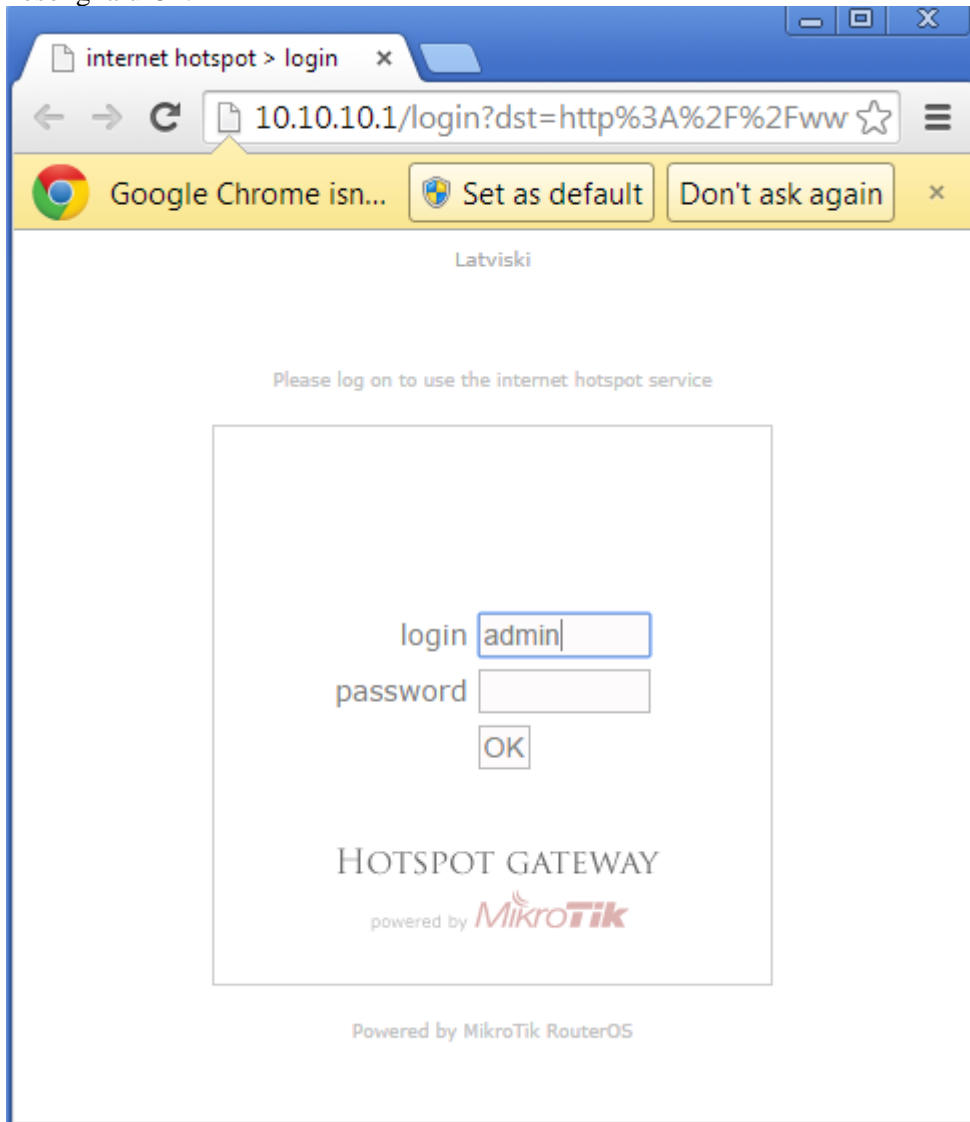 internet hotspot > login
10.10.10.1/login?dst=http%3A%2F%2Fww
Google Chrome isn...
Set as default
Don't ask again
Latviski
Please log on to use the internet hotspot service
login
admin
password
OK
HOTSPOT GATEWAY
powered by MikroTik
Powered by MikroTik RouterOS